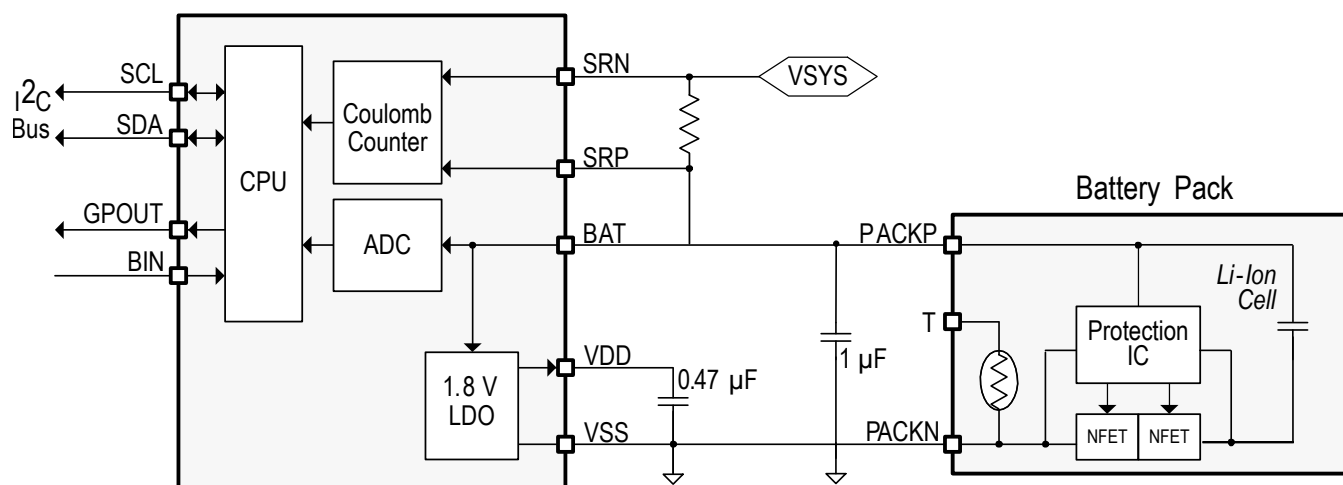 SCL
I2C
Bus
SDA
GPOUT
BIN
CPU
Coulomb
Counter
ADC
1.8 V
LDO
SRN
SRP
BAT
VDD
VSS
VSYS
0.47 µF
1 µF
Battery Pack
PACKP
T
PACKN
Protection
IC
NFET
NFET
Li-Ion
Cell